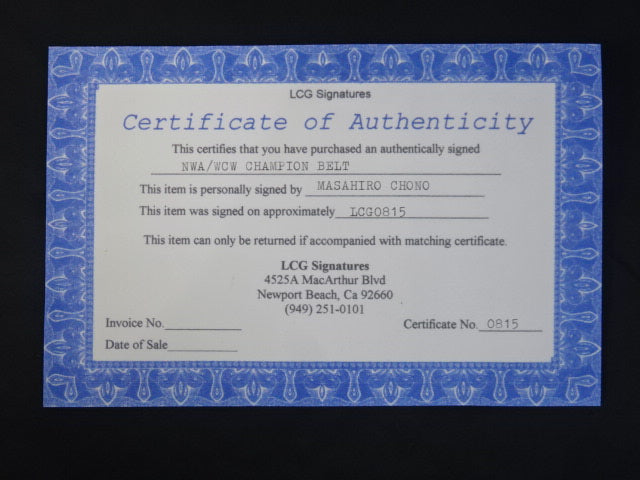 LCG Signatures
Certificate of Authenticity
This certifies that you have purchased an authentically signed
NWA/WCW CHAMPION BELT
This item is personally signed by MASAHIRO CHONO
This item was signed on approximately LCG0815
This item can only be returned if accompanied with matching certificate.
LCG Signatures
4525A MacArthur Blvd
Newport Beach, Ca 92660
(949) 251-0101
Invoice No.
Certificate No. 0815
Date of Sale